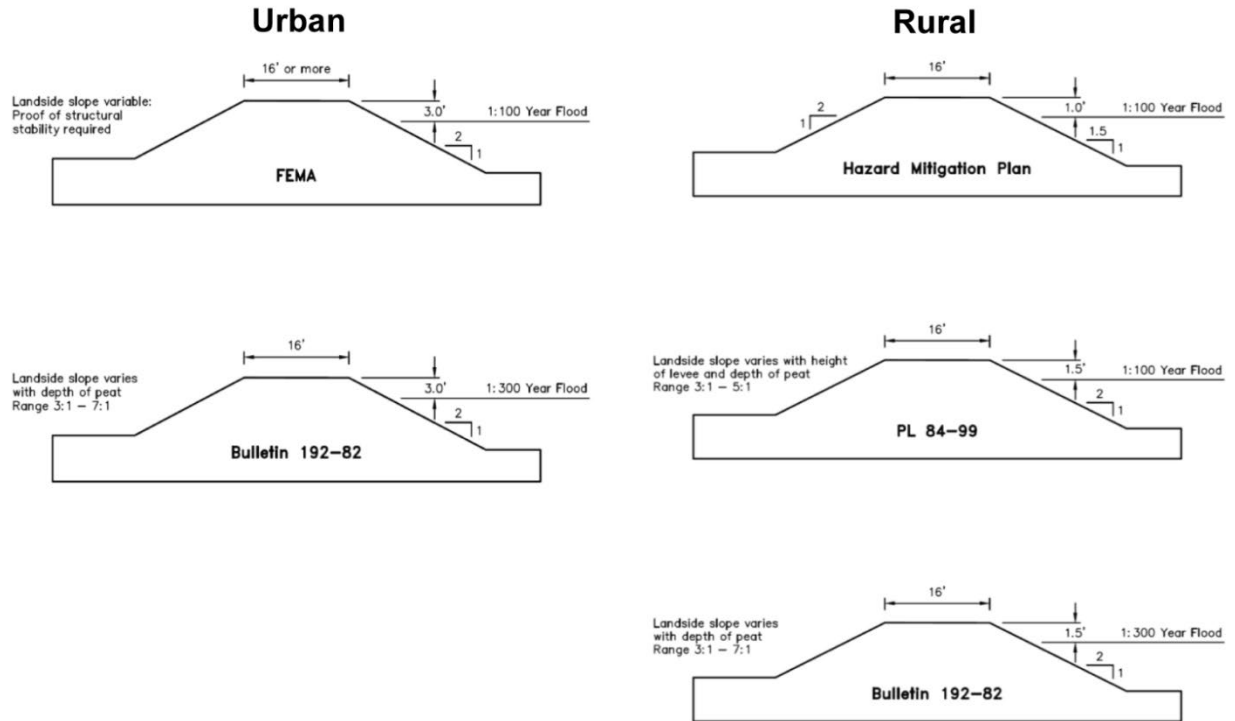 Urban
16' or more
Landside slope variable:
Proof of structural
stability required
3.0'
1:100 Year Flood
2
1
FEMA
16'
Landside slope varies
with depth of peat
Range 3:1 – 7:1
3.0'
1:300 Year Flood
2
1
Bulletin 192–82
Rural
16'
2
1
1.0'
1:100 Year Flood
1.5
1
Hazard Mitigation Plan
16'
Landside slope varies with height
of levee and depth of peat
Range 3:1 – 5:1
1.5'
1:100 Year Flood
2
1
PL 84–99
16'
Landside slope varies
with depth of peat
Range 3:1 – 7:1
1.5'
1:300 Year Flood
2
1
Bulletin 192–82